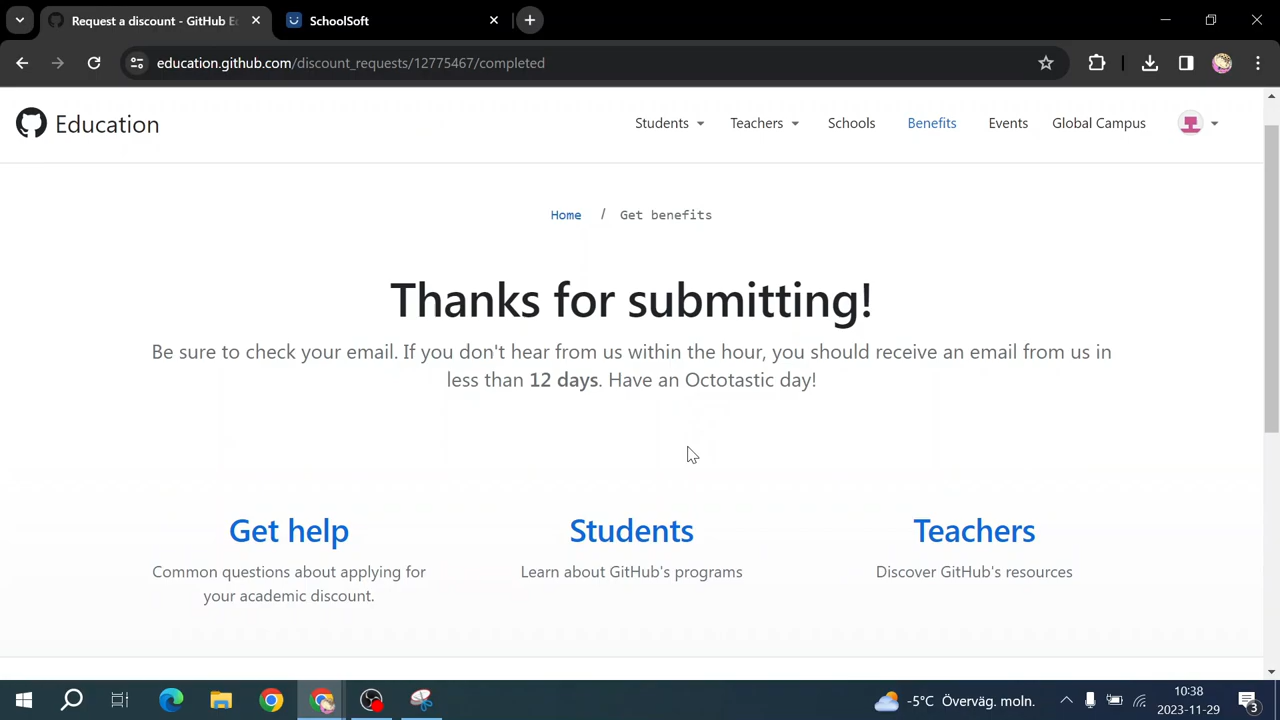 Request a discount - GitHub E
SchoolSoft
education.github.com/discount_requests/12775467/completed
Education
Students
Teachers
Schools
Benefits
Events
Global Campus
Home / Get benefits
Thanks for submitting!
Be sure to check your email. If you don't hear from us within the hour, you should receive an email from us in
less than 12 days. Have an Octotastic day!
Get help
Students
Teachers
Common questions about applying for
your academic discount.
Learn about GitHub's programs
Discover GitHub's resources
-5°C Överväg. moln.
10:38
2023-11-29
3